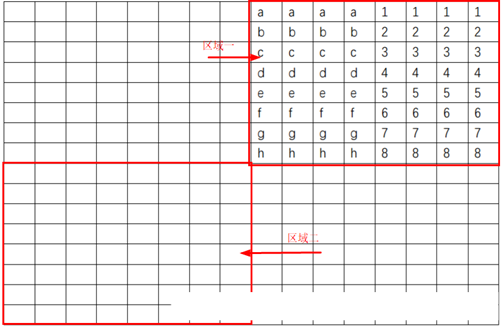 a a a a 1 1 1 1
b b b b 2 2 2 2
区域一
c c c c 3 3 3 3
d d d d 4 4 4 4
e e e e 5 5 5 5
f f f f 6 6 6 6
g g g g 7 7 7 7
h h h h 8 8 8 8
区域二